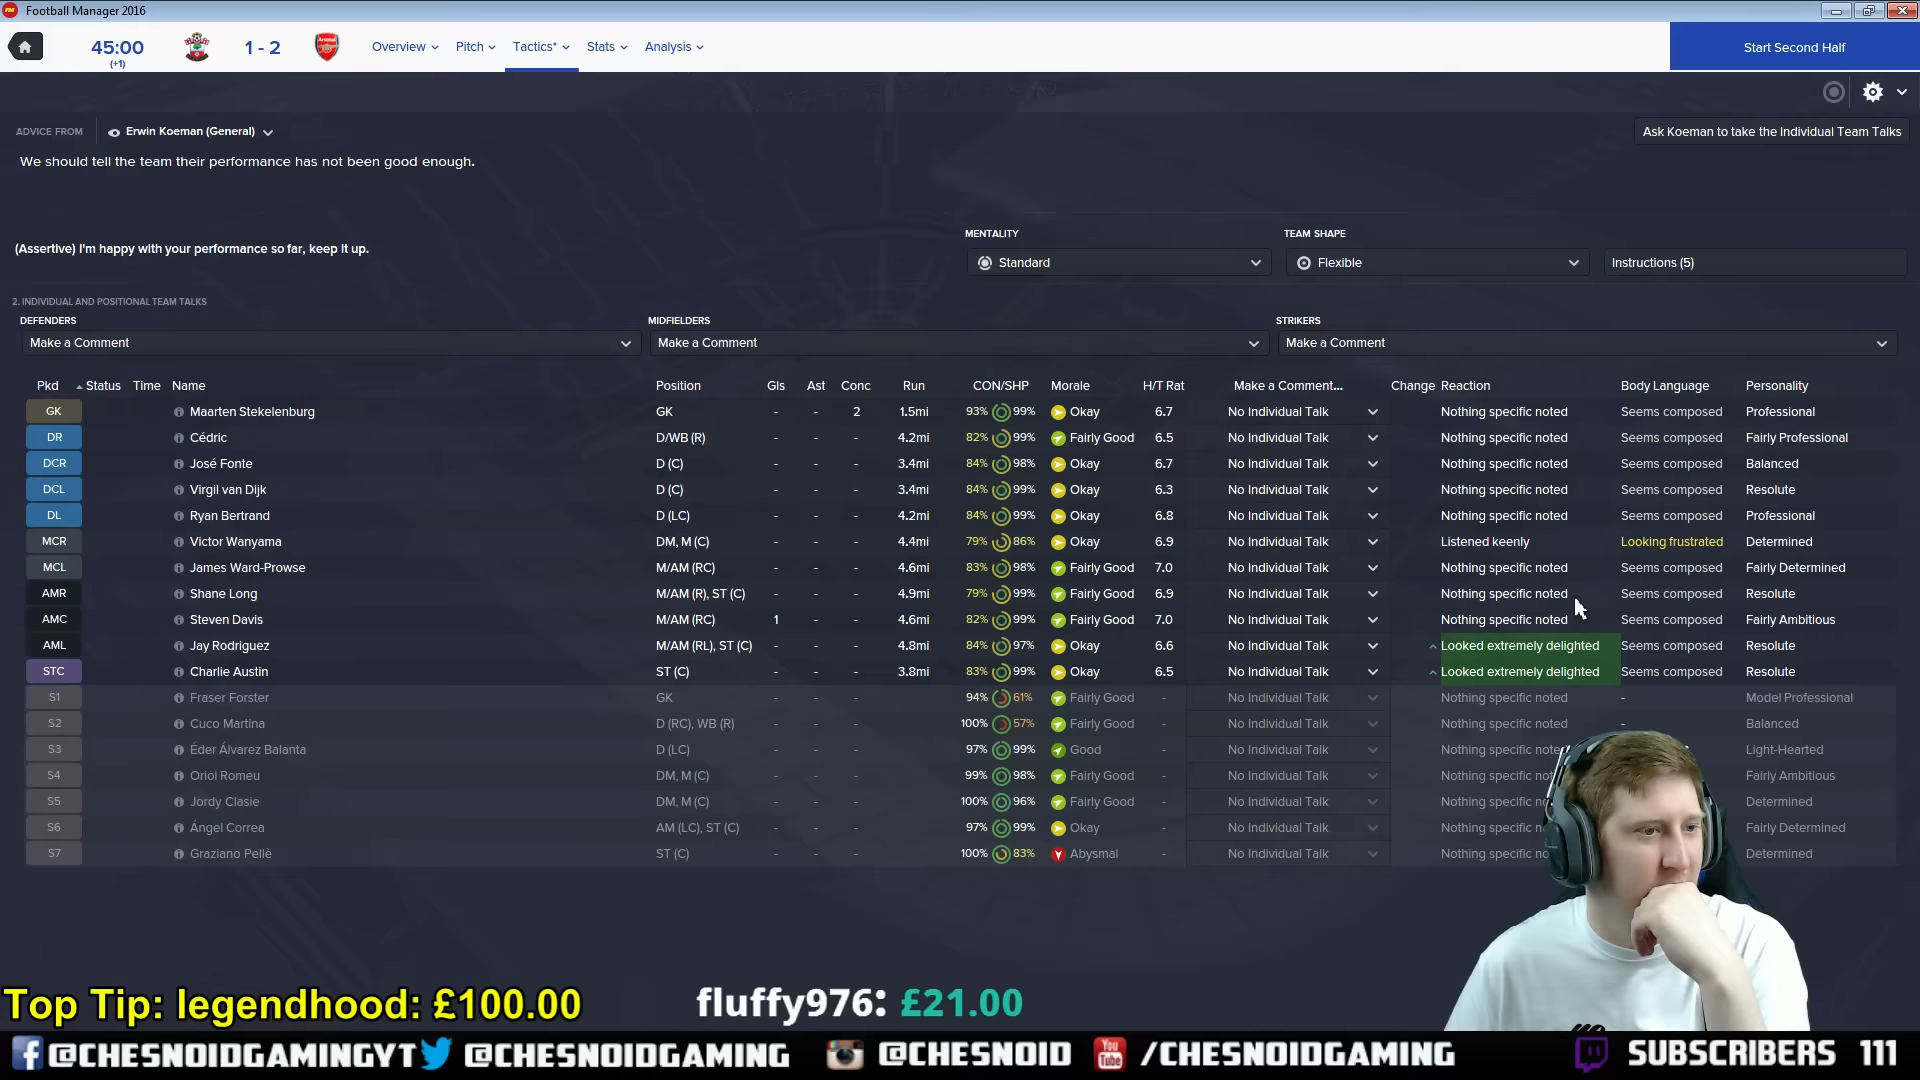 Football Manager 2016
45:00
(+1)
1 - 2
Overview
Pitch
Tactics*
Stats
Analysis
Start Second Half
ADVICE FROM
Erwin Koeman (General)
Ask Koeman to take the Individual Team Talks
We should tell the team their performance has not been good enough.
(Assertive) I'm happy with your performance so far, keep it up.
MENTALITY
TEAM SHAPE
Standard
Flexible
Instructions (5)
2. INDIVIDUAL AND POSITIONAL TEAM TALKS
DEFENDERS
MIDFIELDERS
STRIKERS
Make a Comment
Make a Comment
Make a Comment
Pkd Status Time Name Position Gls Ast Conc Run CON/SHP Morale H/T Rat Make a Comment... Change Reaction Body Language Personality
GK Maarten Stekelenburg GK - - 2 1.5mi 93% 99% Okay 6.7 No Individual Talk Nothing specific noted Seems composed Professional
DR Cédric D/WB (R) - - - 4.2mi 82% 99% Fairly Good 6.5 No Individual Talk Nothing specific noted Seems composed Fairly Professional
DCR José Fonte D (C) - - - 3.4mi 84% 98% Okay 6.7 No Individual Talk Nothing specific noted Seems composed Balanced
DCL Virgil van Dijk D (C) - - - 3.4mi 84% 99% Okay 6.3 No Individual Talk Nothing specific noted Seems composed Resolute
DL Ryan Bertrand D (LC) - - - 4.2mi 84% 99% Okay 6.8 No Individual Talk Nothing specific noted Seems composed Professional
MCR Victor Wanyama DM, M (C) - - - 4.4mi 79% 86% Okay 6.9 No Individual Talk Listened keenly Looking frustrated Determined
MCL James Ward-Prowse M/AM (RC) - - - 4.6mi 83% 98% Fairly Good 7.0 No Individual Talk Nothing specific noted Seems composed Fairly Determined
AMR Shane Long M/AM (R), ST (C) - - - 4.9mi 79% 99% Fairly Good 6.9 No Individual Talk Nothing specific noted Seems composed Resolute
AMC Steven Davis M/AM (RC) 1 - - 4.6mi 82% 99% Fairly Good 7.0 No Individual Talk Nothing specific noted Seems composed Fairly Ambitious
AML Jay Rodriguez M/AM (RL), ST (C) - - - 4.8mi 84% 97% Okay 6.6 No Individual Talk Looked extremely delighted Seems composed Resolute
STC Charlie Austin ST (C) - - - 3.8mi 83% 99% Okay 6.5 No Individual Talk Looked extremely delighted Seems composed Resolute
S1 Fraser Forster GK - - - 94% 61% Fairly Good - No Individual Talk Nothing specific noted - Model Professional
S2 Cuco Martina D (RC), WB (R) - - - 100% 57% Fairly Good - No Individual Talk Nothing specific noted - Balanced
S3 Éder Álvarez Balanta D (LC) - - - 97% 99% Good - No Individual Talk Nothing specific Light-Hearted
S4 Oriol Romeu DM, M (C) - - - 99% 98% Fairly Good - No Individual Talk Nothing specific Fairly Ambitious
S5 Jordy Clasie DM, M (C) - - - 100% 96% Fairly Good - No Individual Talk Nothing specific Determined
S6 Ángel Correa AM (LC), ST (C) - - - 97% 99% Okay - No Individual Talk Nothing specific Fairly Determined
S7 Graziano Pellè ST (C) - - - 100% 83% Abysmal - No Individual Talk Nothing specific Determined
Top Tip: legendhood: £100.00
fluffy976: £21.00
@CHESNOIDGAMINGYT @CHESNOIDGAMING @CHESNOID You Tube /CHESNOIDGAMING SUBSCRIBERS 111